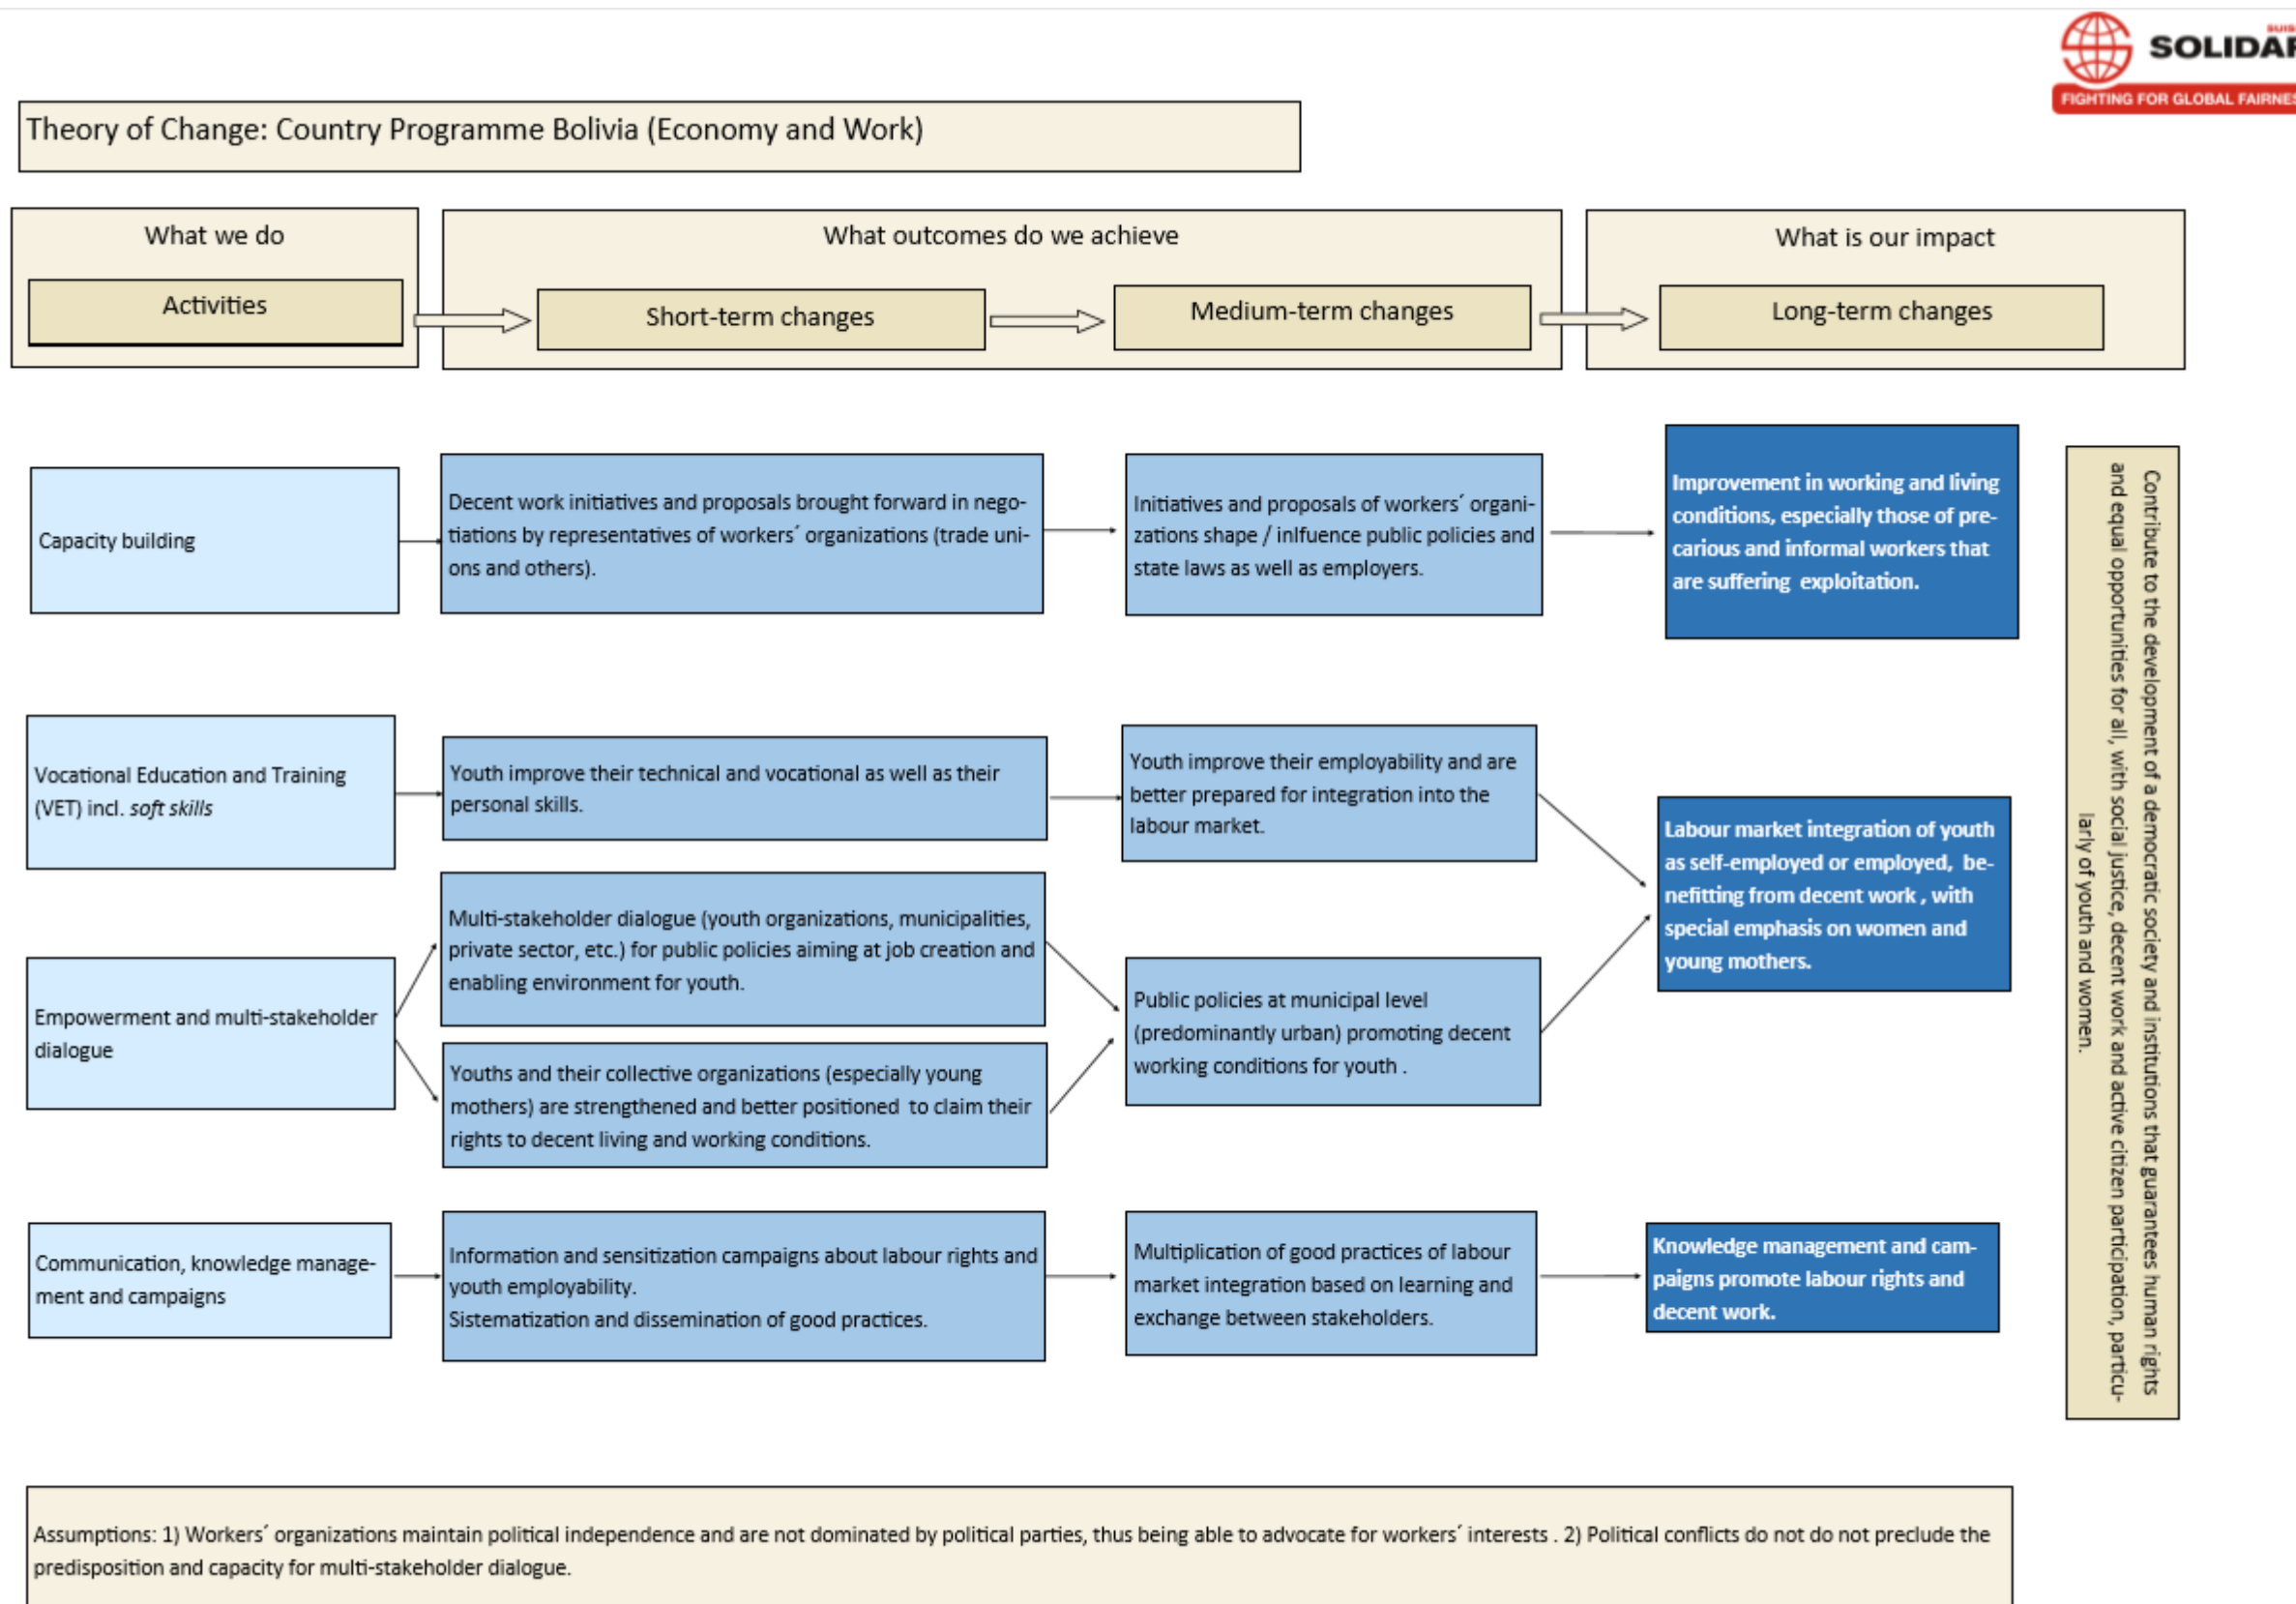 SUIS
SOLIDAR
FIGHTING FOR GLOBAL FAIRNES
Theory of Change: Country Programme Bolivia (Economy and Work)
What we do
Activities
What outcomes do we achieve
Short-term changes
Medium-term changes
What is our impact
Long-term changes
Capacity building
Decent work initiatives and proposals brought forward in nego-
tiations by representatives of workers´ organizations (trade uni-
ons and others).
Initiatives and proposals of workers´ organi-
zations shape / inlfuence public policies and
state laws as well as employers.
Improvement in working and living
conditions, especially those of pre-
carious and informal workers that
are suffering exploitation.
Vocational Education and Training
(VET) incl. soft skills
Youth improve their technical and vocational as well as their
personal skills.
Youth improve their employability and are
better prepared for integration into the
labour market.
Labour market integration of youth
as self-employed or employed, be-
nefitting from decent work , with
special emphasis on women and
young mothers.
Empowerment and multi-stakeholder
dialogue
Multi-stakeholder dialogue (youth organizations, municipalities,
private sector, etc.) for public policies aiming at job creation and
enabling environment for youth.
Youths and their collective organizations (especially young
mothers) are strengthened and better positioned to claim their
rights to decent living and working conditions.
Public policies at municipal level
(predominantly urban) promoting decent
working conditions for youth .
Communication, knowledge manage-
ment and campaigns
Information and sensitization campaigns about labour rights and
youth employability.
Sistematization and dissemination of good practices.
Multiplication of good practices of labour
market integration based on learning and
exchange between stakeholders.
Knowledge management and cam-
paigns promote labour rights and
decent work.
Contribute to the development of a democratic society and institutions that guarantees human rights
and equal opportunities for all, with social justice, decent work and active citizen participation, particu-
larly of youth and women.
Assumptions: 1) Workers´ organizations maintain political independence and are not dominated by political parties, thus being able to advocate for workers´ interests . 2) Political conflicts do not do not preclude the
predisposition and capacity for multi-stakeholder dialogue.